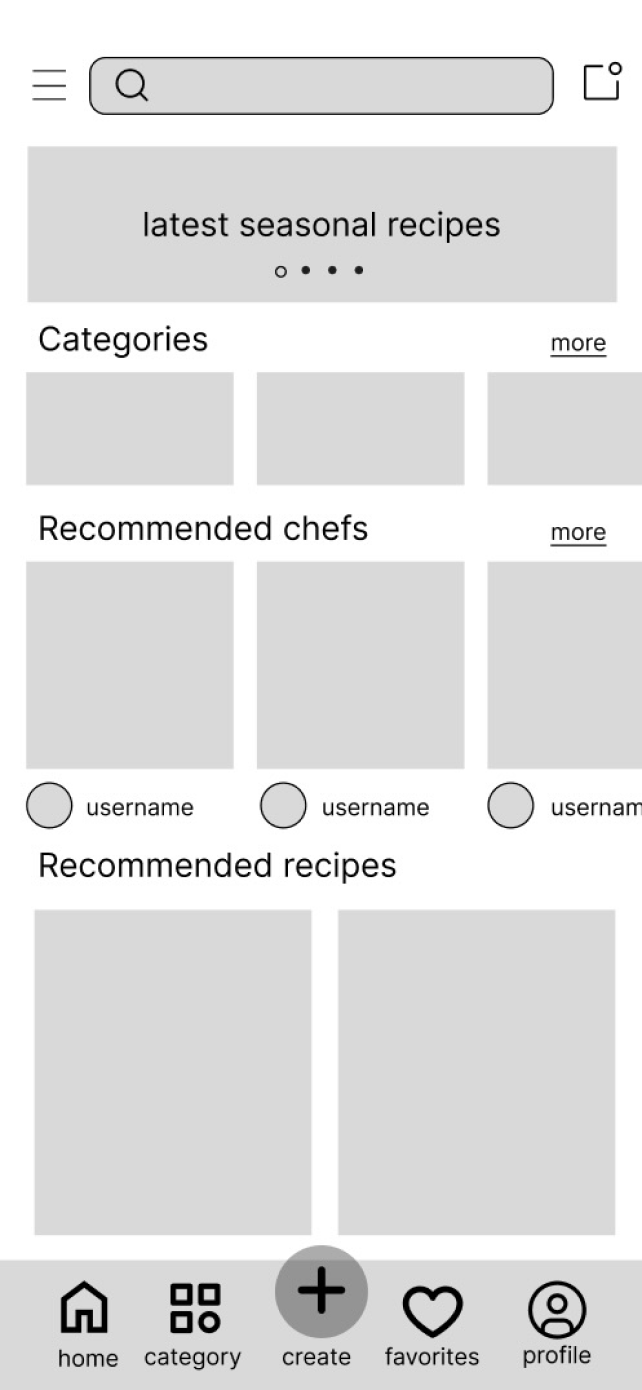 latest seasonal recipes
Categories
more
Recommended chefs
more
username
username
usernam
Recommended recipes
home
category
create
favorites
profile